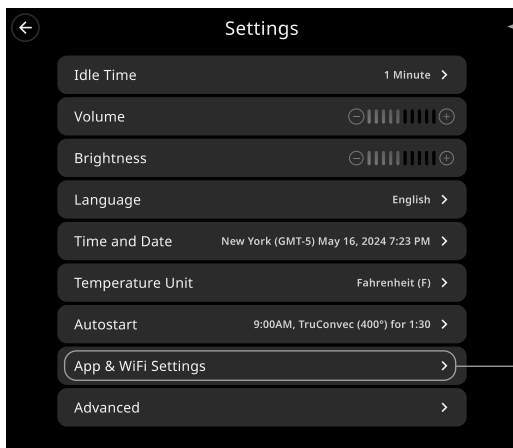 Settings
Idle Time 1 Minute
Volume
Brightness
Language English
Time and Date New York (GMT-5) May 16, 2024 7:23 PM
Temperature Unit Fahrenheit (F)
Autostart 9:00AM, TruConvec (400°) for 1:30
App & WiFi Settings
Advanced